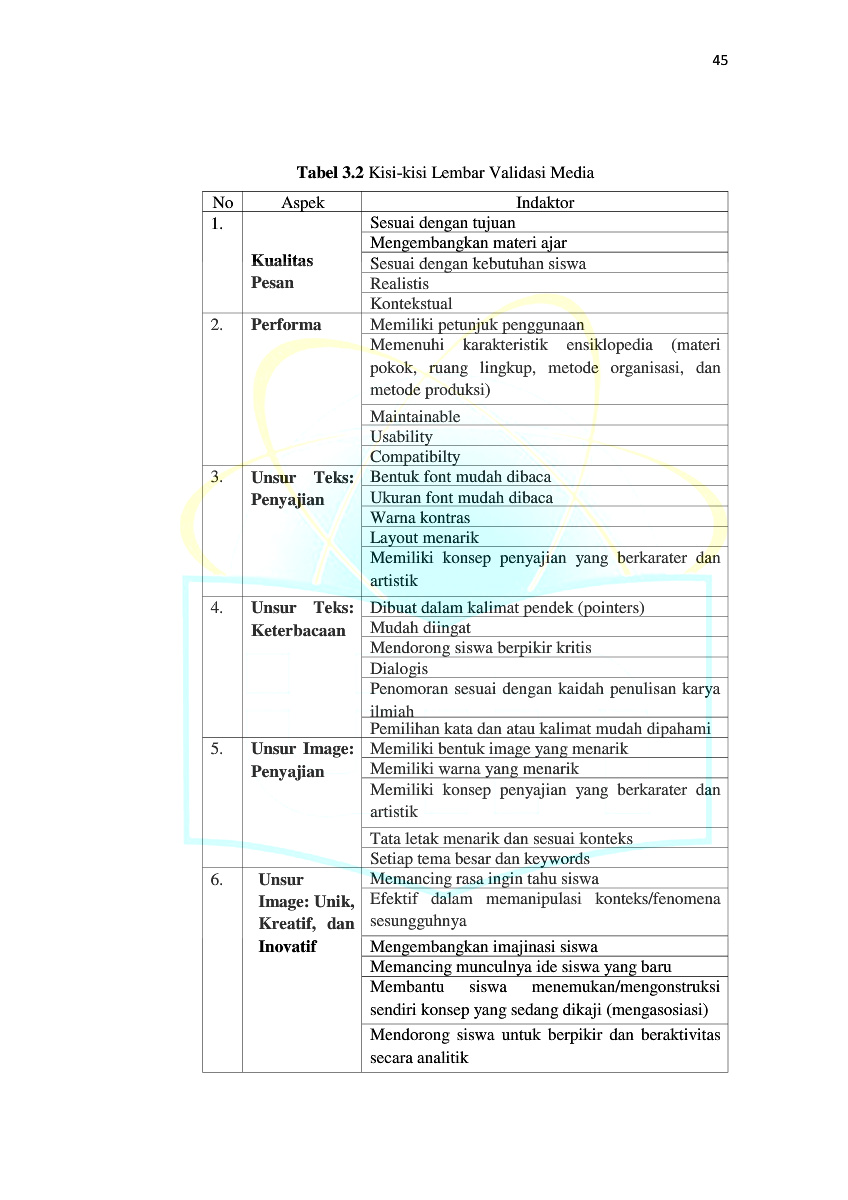 45
Tabel 3.2 Kisi-kisi Lembar Validasi Media
No Aspek Indaktor
1. Kualitas Pesan Sesuai dengan tujuan
Mengembangkan materi ajar
Sesuai dengan kebutuhan siswa
Realistis
Kontekstual
2. Performa Memiliki petunjuk penggunaan
Memenuhi karakteristik ensiklopedia (materi
pokok, ruang lingkup, metode organisasi, dan
metode produksi)
Maintainable
Usability
Compatibilty
3. Unsur Teks: Bentuk font mudah dibaca
Penyajian Ukuran font mudah dibaca
Warna kontras
Layout menarik
Memiliki konsep penyajian yang berkarater dan
artistik
4. Unsur Teks: Dibuat dalam kalimat pendek (pointers)
Keterbacaan Mudah diingat
Mendorong siswa berpikir kritis
Dialogis
Penomoran sesuai dengan kaidah penulisan karya
ilmiah
Pemilihan kata dan atau kalimat mudah dipahami
5. Unsur Image: Memiliki bentuk image yang menarik
Penyajian Memiliki warna yang menarik
Memiliki konsep penyajian yang berkarater dan
artistik
Tata letak menarik dan sesuai konteks
Setiap tema besar dan keywords
6. Unsur Memancing rasa ingin tahu siswa
Image: Unik, Efektif dalam memanipulasi konteks/fenomena
Kreatif, dan sesungguhnya
Inovatif Mengembangkan imajinasi siswa
Memancing munculnya ide siswa yang baru
Membantu siswa menemukan/mengonstruksi
sendiri konsep yang sedang dikaji (mengasosiasi)
Mendorong siswa untuk berpikir dan beraktivitas
secara analitik